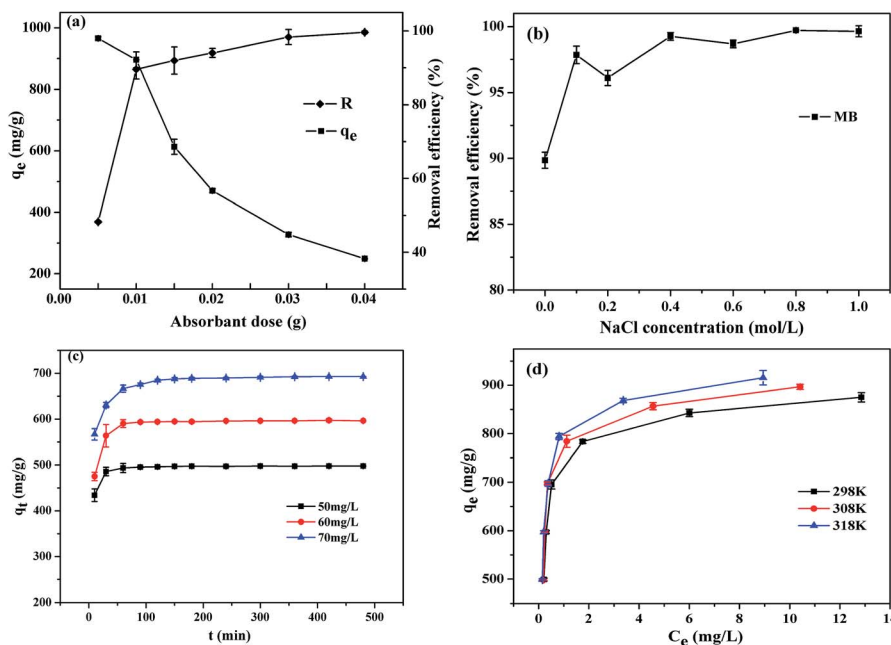 (a)
1000
800
600
400
200
qe (mg/g)
100
80
60
40
Removal efficiency (%)
R
qe
0.00 0.01 0.02 0.03 0.04
Absorbant dose (g)
(b)
100
95
90
85
80
Removal efficiency (%)
MB
0.0 0.2 0.4 0.6 0.8 1.0
NaCl concentration (mol/L)
(c)
700
600
500
400
300
200
qt (mg/g)
50mg/L
60mg/L
70mg/L
0 100 200 300 400 500
t (min)
(d)
900
800
700
600
500
qe (mg/g)
298K
308K
318K
0 2 4 6 8 10 12 14
Ce (mg/L)